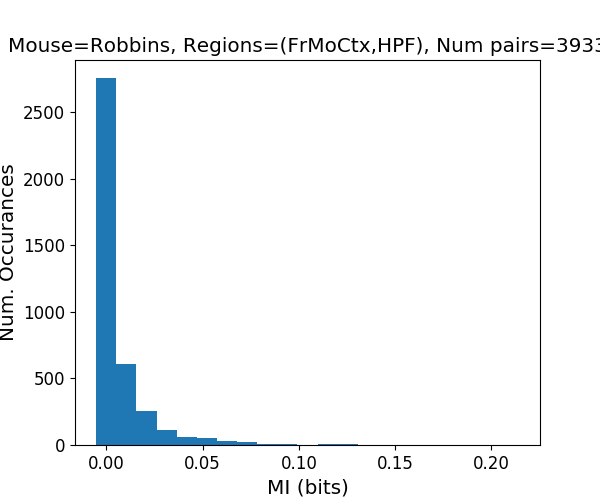 Mouse=Robbins, Regions=(FrMoCtx,HPF), Num pairs=3933
Num. Occurances
2500
2000
1500
1000
500
0
0.00 0.05 0.10 0.15 0.20
MI (bits)